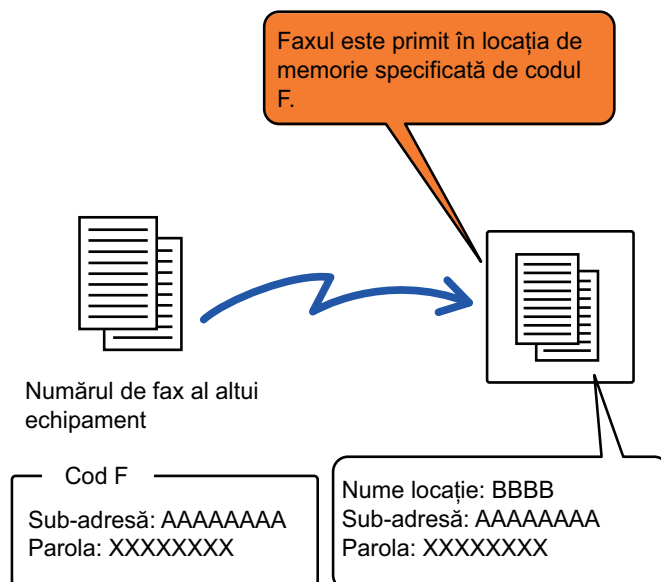 Faxul este primit în locația de
memorie specificată de codul
F.
Numărul de fax al altui
echipament
Cod F
Sub-adresă: AAAAAAAA
Parola: XXXXXXXX
Nume locație: BBBB
Sub-adresă: AAAAAAAA
Parola: XXXXXXXX